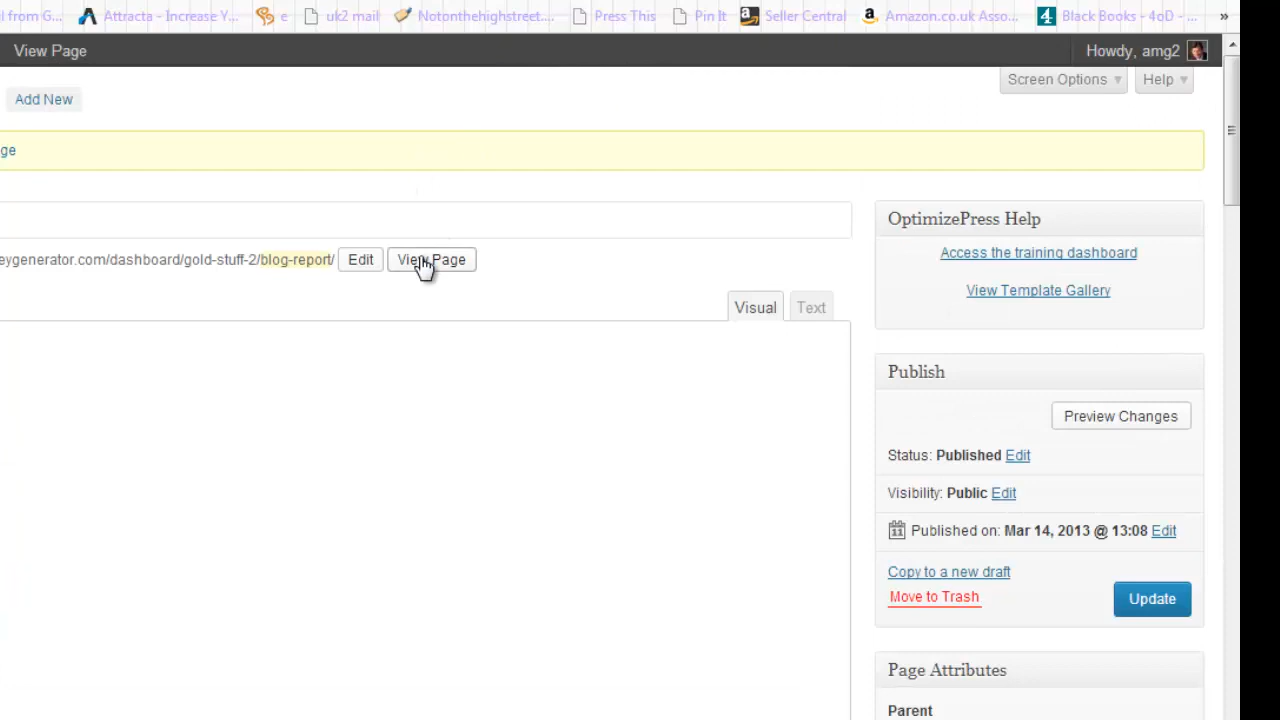 il from G... Attracta - Increase Y... e uk2 mail Notonthehighstreet.... Press This Pin It Seller Central Amazon.co.uk Asso... Black Books - 4oD - ... »
View Page Howdy, amg2
Screen Options Help
Add New
ge
OptimizePress Help
Access the training dashboard
eygenerator.com/dashboard/gold-stuff-2/blog-report/ Edit View Page
View Template Gallery
Visual Text
Publish
Preview Changes
Status: Published Edit
Visibility: Public Edit
11 Published on: Mar 14, 2013 @ 13:08 Edit
Copy to a new draft
Move to Trash
Update
Page Attributes
Parent